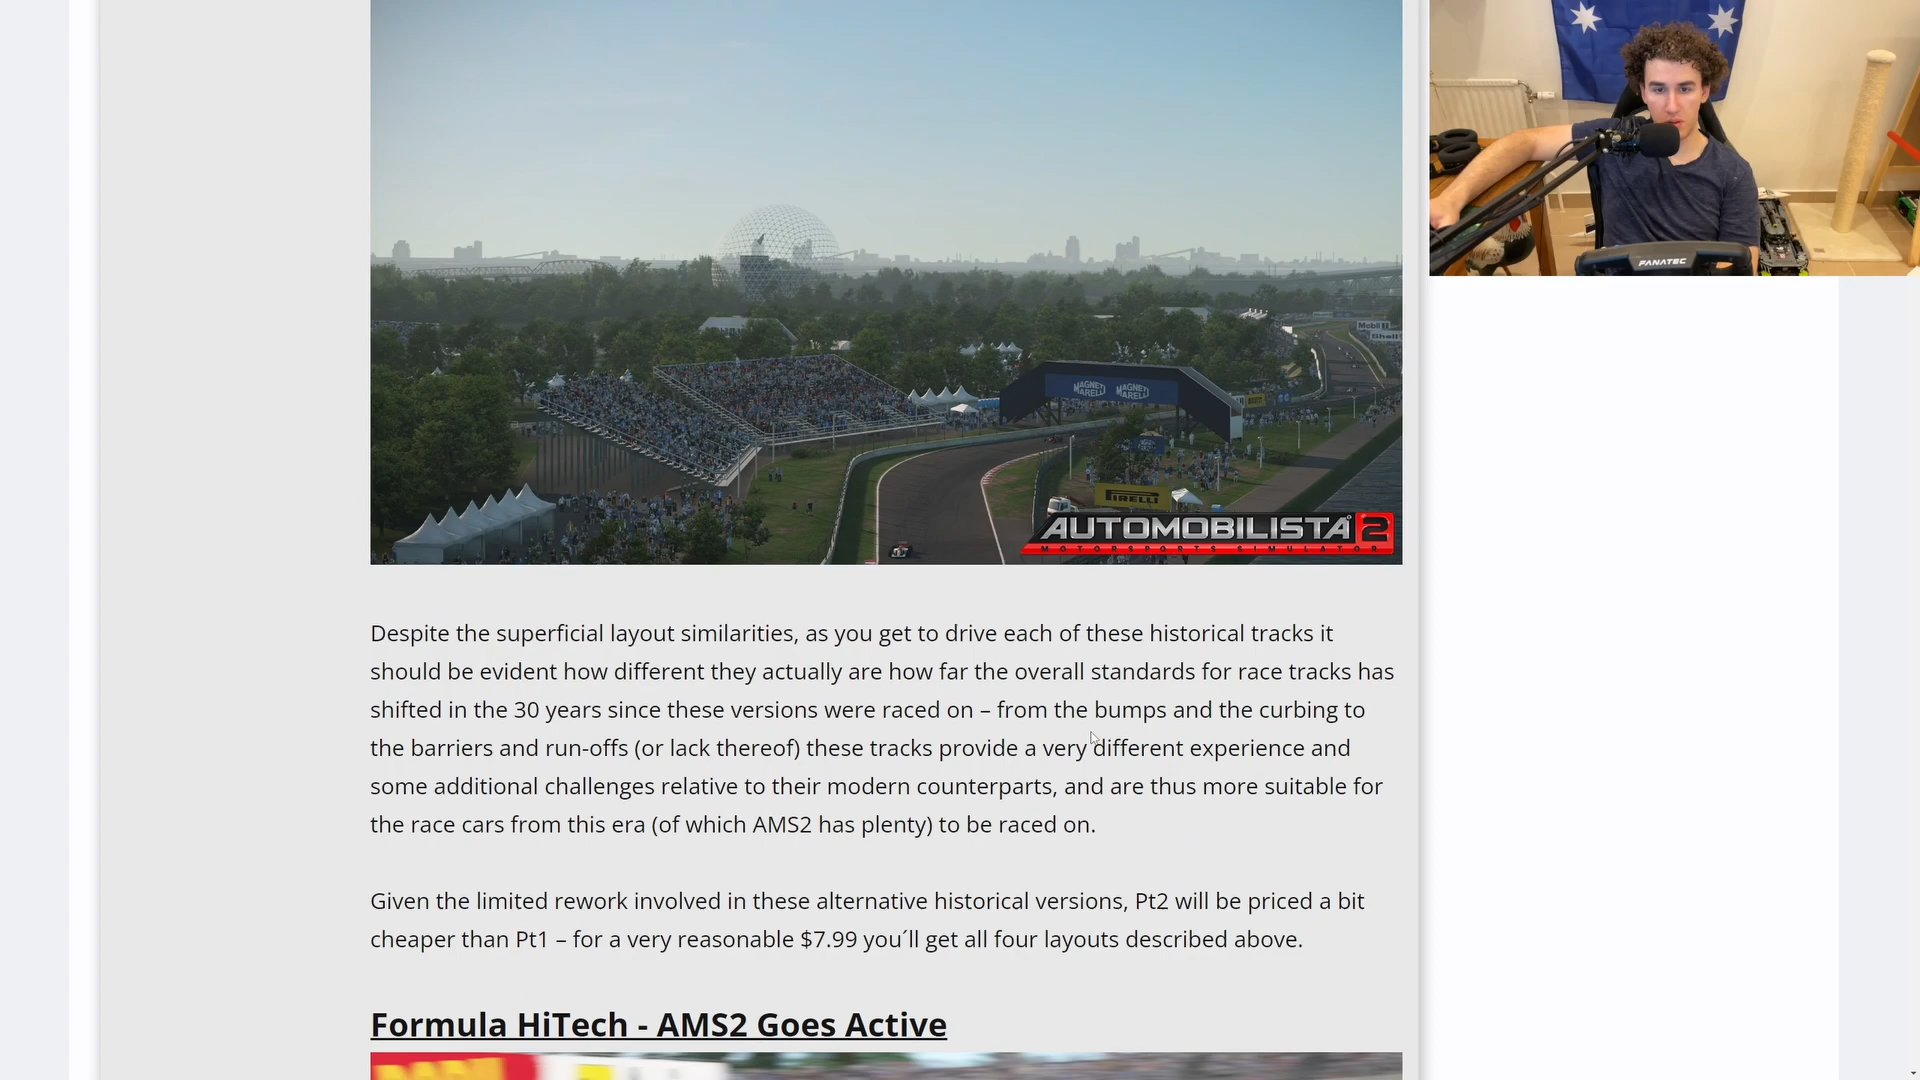 FANATEC
Mobil 1
Shell
MAGNETI MARELLI
MAGNETI MARELLI
PIRELLI
AUTOMOBILISTA 2
MOTORSPORTS SIMULATOR
Despite the superficial layout similarities, as you get to drive each of these historical tracks it
should be evident how different they actually are how far the overall standards for race tracks has
shifted in the 30 years since these versions were raced on – from the bumps and the curbing to
the barriers and run-offs (or lack thereof) these tracks provide a very different experience and
some additional challenges relative to their modern counterparts, and are thus more suitable for
the race cars from this era (of which AMS2 has plenty) to be raced on.
Given the limited rework involved in these alternative historical versions, Pt2 will be priced a bit
cheaper than Pt1 – for a very reasonable $7.99 you´ll get all four layouts described above.
Formula HiTech - AMS2 Goes Active